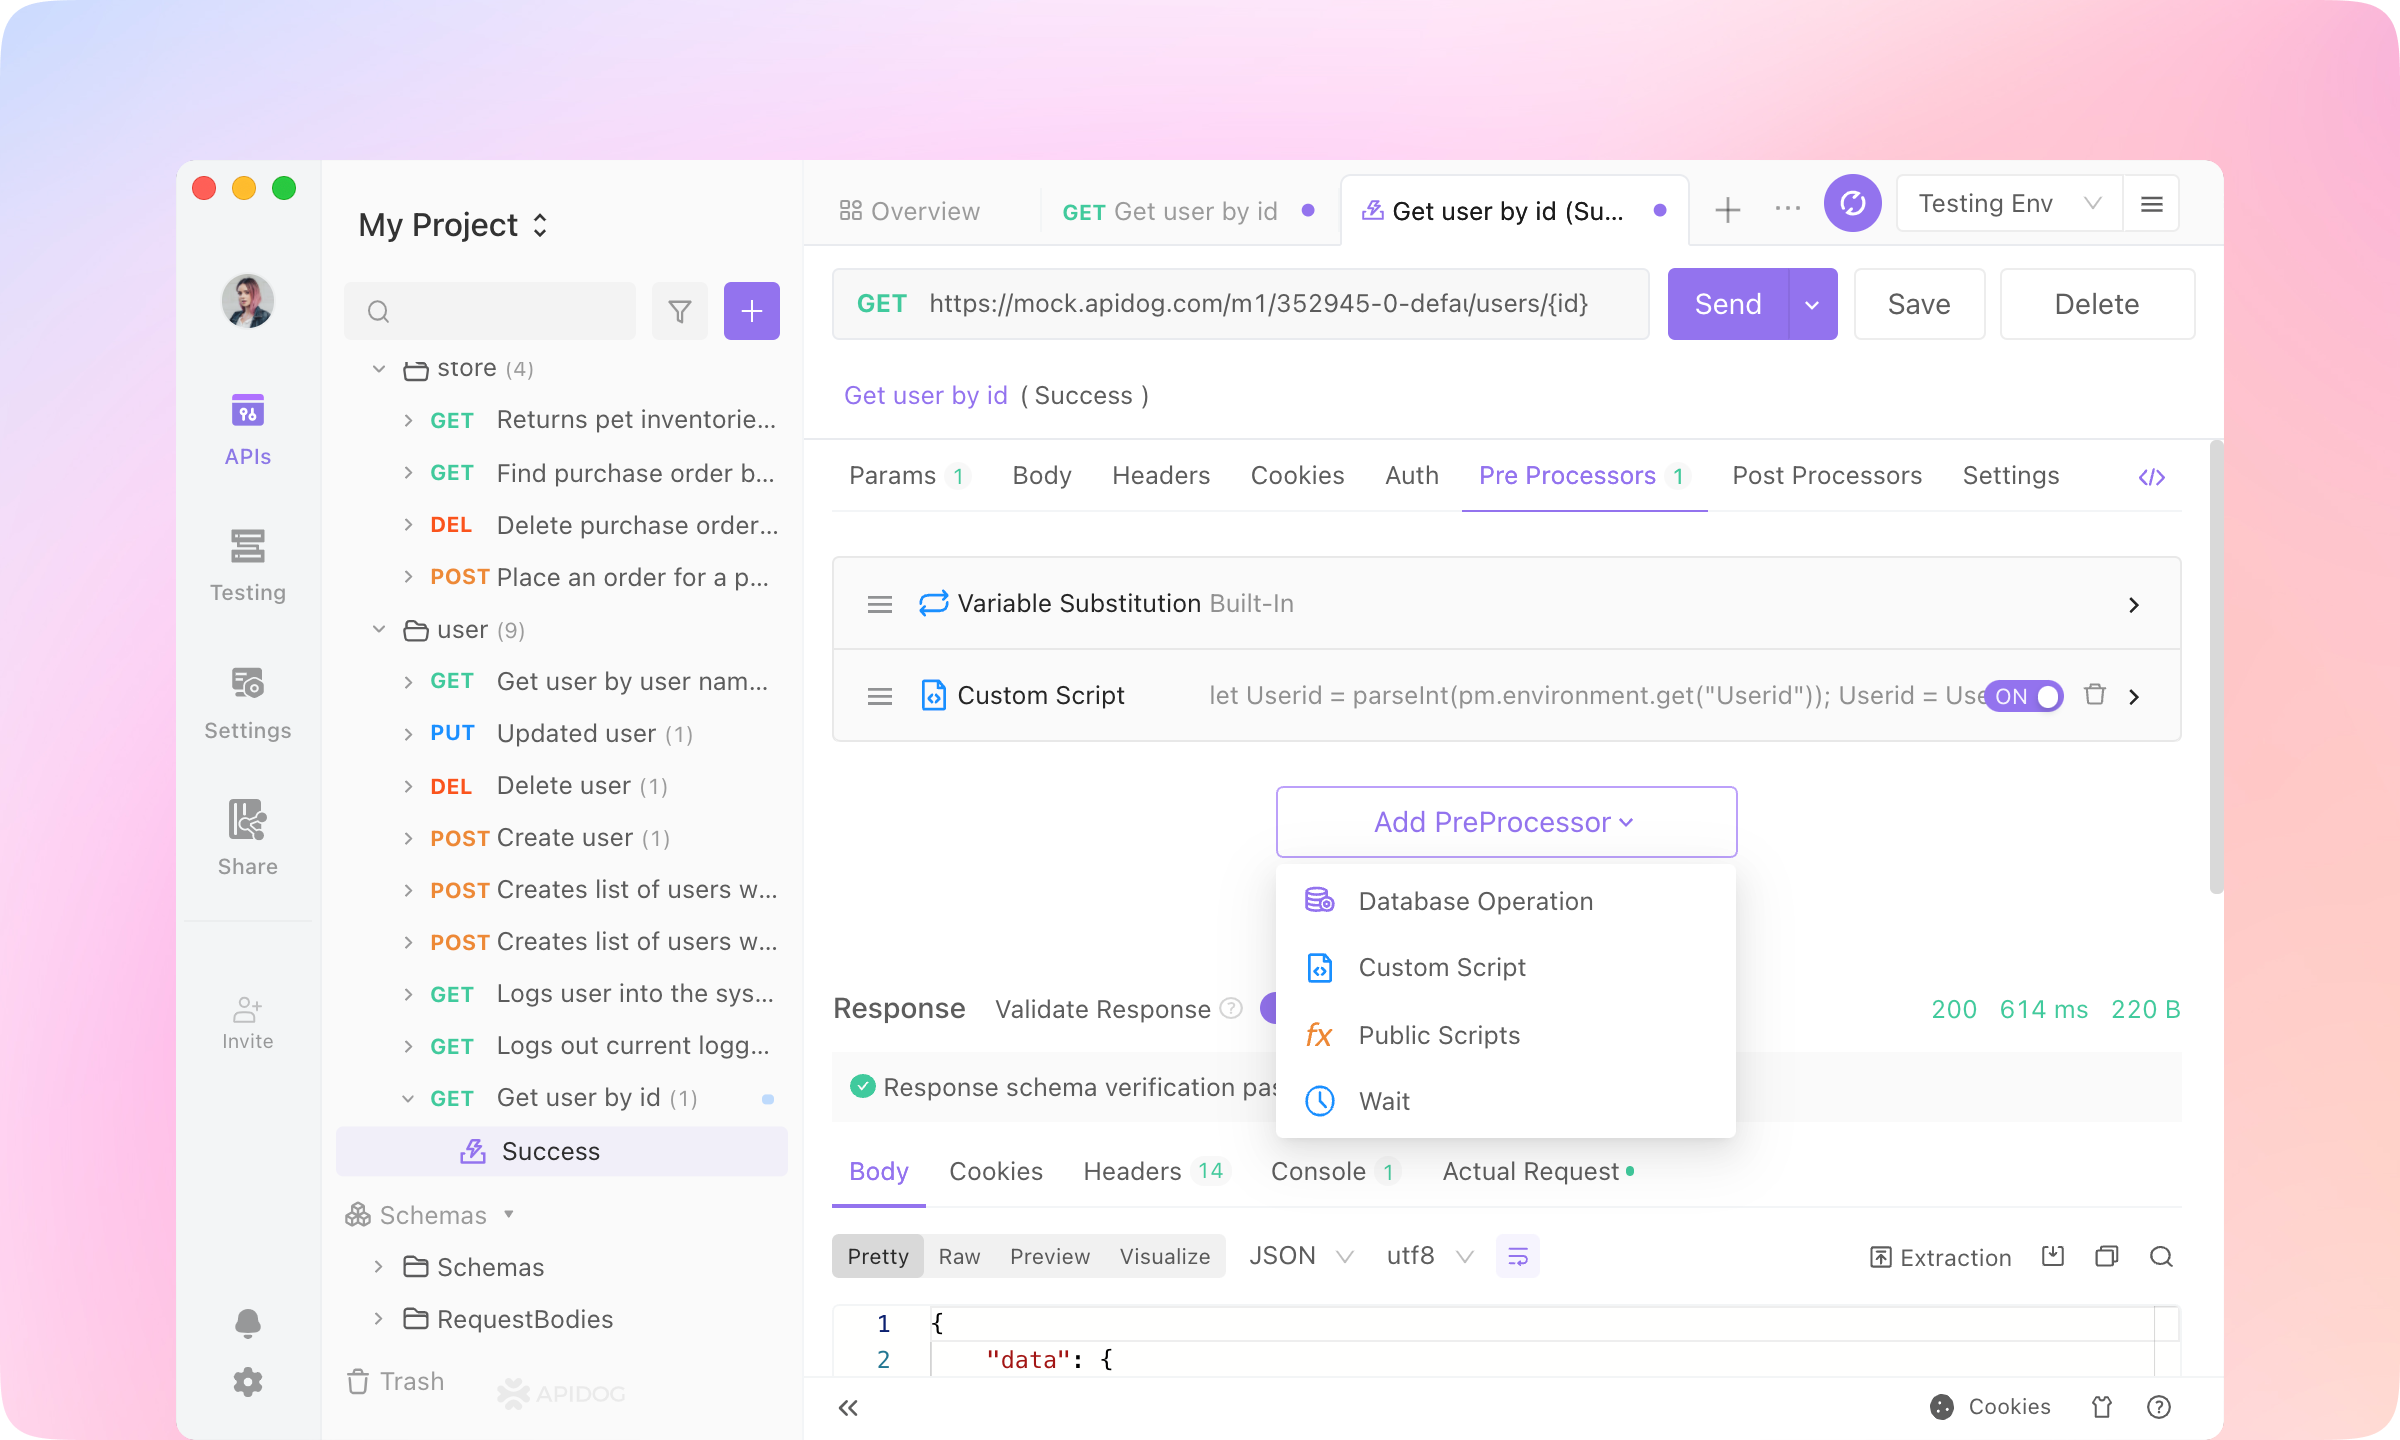 My Project
APIs
Testing
Settings
Share
Invite
store (4)
GET Returns pet inventorie...
GET Find purchase order b...
DEL Delete purchase order...
POST Place an order for a p...
user (9)
GET Get user by user nam...
PUT Updated user (1)
DEL Delete user (1)
POST Create user (1)
POST Creates list of users w...
POST Creates list of users w...
GET Logs user into the sys...
GET Logs out current logg...
GET Get user by id (1)
Success
Schemas
Schemas
RequestBodies
Trash
APIDOG
Overview
GET Get user by id
Get user by id (Su...
Testing Env
GET https://mock.apidog.com/m1/352945-0-defau/users/{id}
Send
Save
Delete
Get user by id ( Success )
Params 1 Body Headers Cookies Auth Pre Processors 1 Post Processors Settings
Variable Substitution Built-In
Custom Script let Userid = parseInt(pm.environment.get("Userid")); Userid = Use ON
Add PreProcessor
Database Operation
Custom Script
Public Scripts
Wait
Response Validate Response ? 200 614 ms 220 B
Response schema verification pas
Body Cookies Headers 14 Console 1 Actual Request
Pretty Raw Preview Visualize JSON utf8 Extraction
1 {
2 "data": {
Cookies